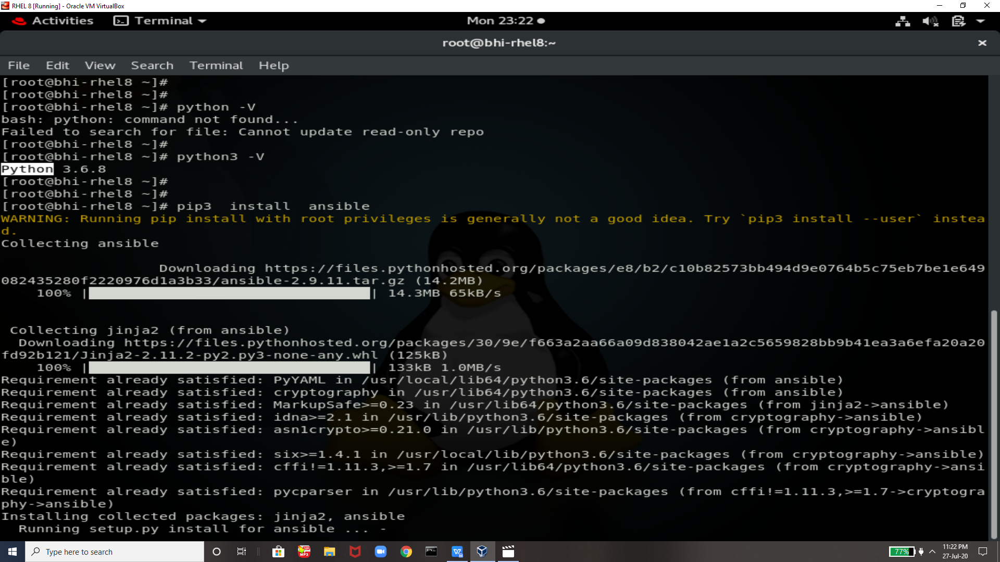 RHEL 8 [Running] - Oracle VM VirtualBox
Activities Terminal Mon 23:22
root@bhi-rhel8:~
File Edit View Search Terminal Help
[root@bhi-rhel8 ~]#
[root@bhi-rhel8 ~]#
[root@bhi-rhel8 ~]# python -V
bash: python: command not found...
Failed to search for file: Cannot update read-only repo
[root@bhi-rhel8 ~]#
[root@bhi-rhel8 ~]# python3 -V
Python 3.6.8
[root@bhi-rhel8 ~]#
[root@bhi-rhel8 ~]#
[root@bhi-rhel8 ~]# pip3  install  ansible
WARNING: Running pip install with root privileges is generally not a good idea. Try `pip3 install --user` instea
d.
Collecting ansible
Downloading https://files.pythonhosted.org/packages/e8/b2/c10b82573bb494d9e0764b5c75eb7be1e649
082435280f2220976d1a3b33/ansible-2.9.11.tar.gz (14.2MB)
100% | | 14.3MB 65kB/s
Collecting jinja2 (from ansible)
Downloading https://files.pythonhosted.org/packages/30/9e/f663a2aa66a09d838042ae1a2c5659828bb9b41ea3a6efa20a20
fd92b121/Jinja2-2.11.2-py2.py3-none-any.whl (125kB)
100% | | 133kB 1.0MB/s
Requirement already satisfied: PyYAML in /usr/local/lib64/python3.6/site-packages (from ansible)
Requirement already satisfied: cryptography in /usr/lib64/python3.6/site-packages (from ansible)
Requirement already satisfied: MarkupSafe>=0.23 in /usr/lib64/python3.6/site-packages (from jinja2->ansible)
Requirement already satisfied: idna>=2.1 in /usr/lib/python3.6/site-packages (from cryptography->ansible)
Requirement already satisfied: asn1crypto>=0.21.0 in /usr/lib/python3.6/site-packages (from cryptography->ansibl
e)
Requirement already satisfied: six>=1.4.1 in /usr/local/lib/python3.6/site-packages (from cryptography->ansible)
Requirement already satisfied: cffi!=1.11.3,>=1.7 in /usr/lib64/python3.6/site-packages (from cryptography->ansi
ble)
Requirement already satisfied: pycparser in /usr/lib/python3.6/site-packages (from cffi!=1.11.3,>=1.7->cryptogra
phy->ansible)
Installing collected packages: jinja2, ansible
Running setup.py install for ansible ... -
Type here to search
MP3
77%
11:22 PM
27-Jul-20